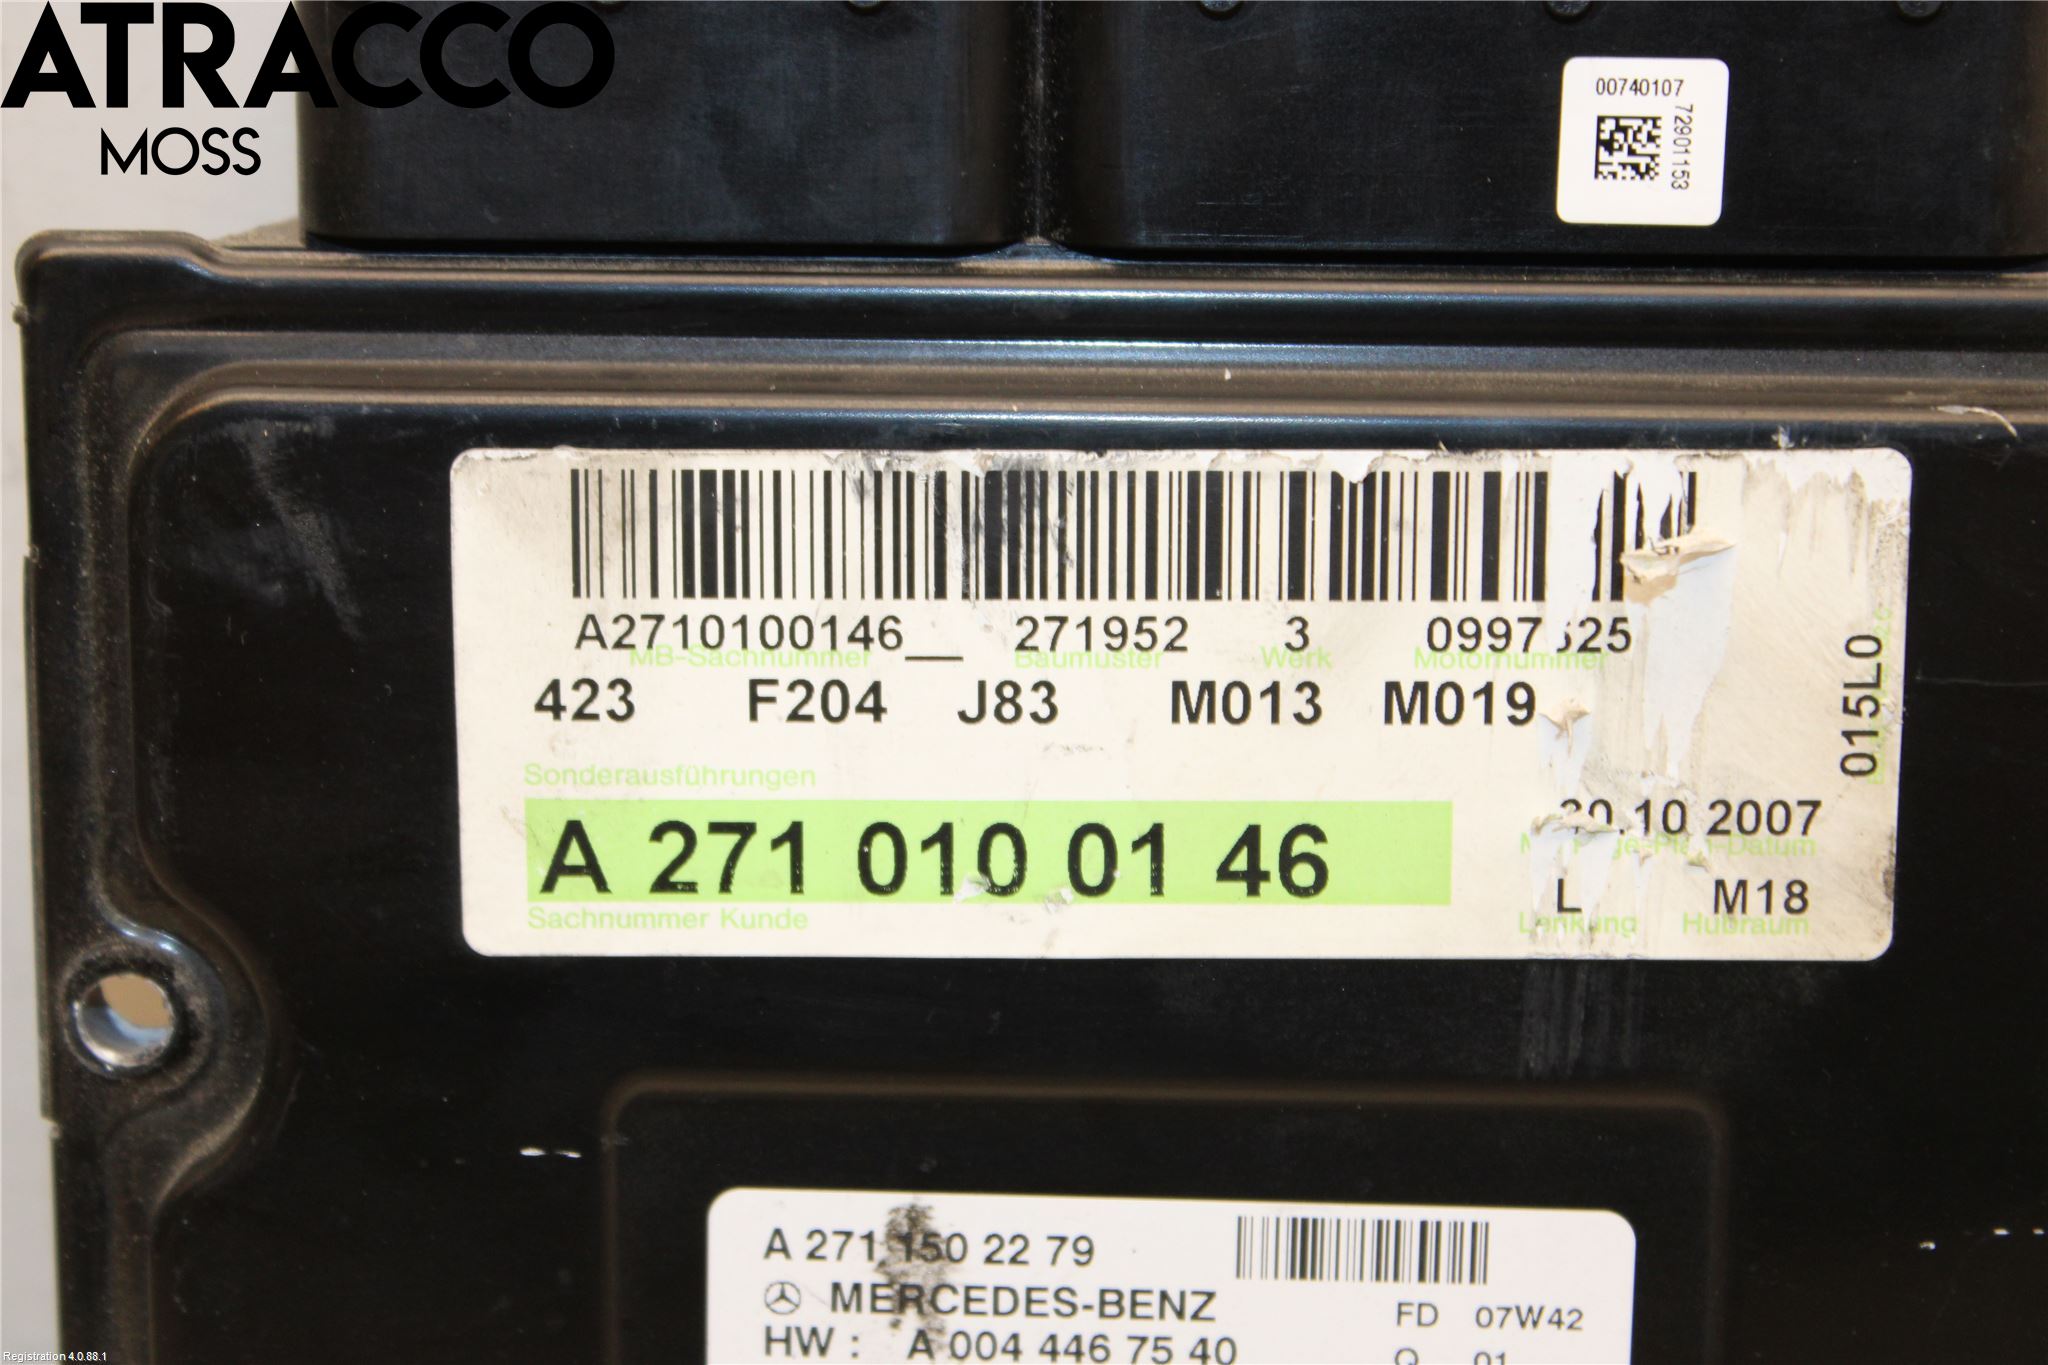 ATRACCO
MOSS
00740107
72901153
A2710100146__ 271952 3
MB-Sachnummer Baumuster Werk Motornummer
423 F204 J83 M013 M019
015L0
Sonderausführungen
10 2007
A 271 010 01 46
Sachnummer Kunde
L M18
Lenkung Hubraum
A 271 150 22 79
MERCEDES-BENZ
FD 07W42
HW : A 004 446 75 40
Q 01
Registration 4.0.88.1